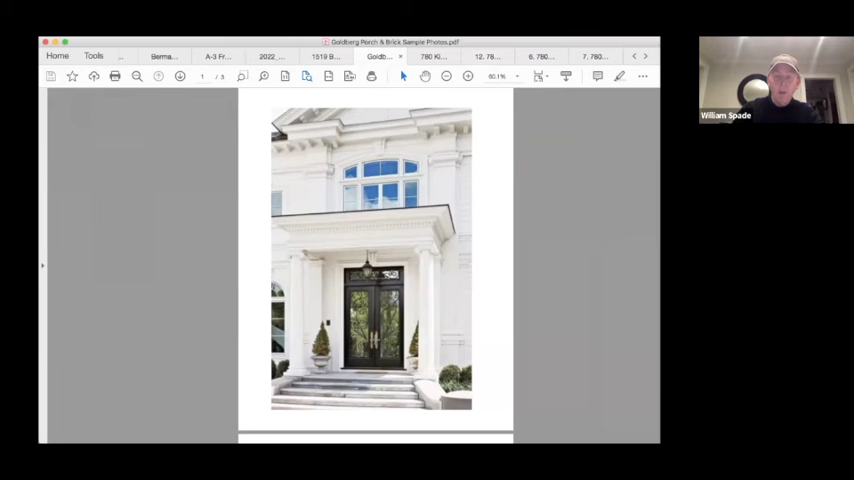 Goldberg Porch & Brick Sample Photos.pdf
Home Tools ... Berma... A-3 Fr... 2022_... 1519 B... Goldb... × 780 Ki... 12. 780... 6. 780... 7. 780...
1 / 3 60.1%
William Spade